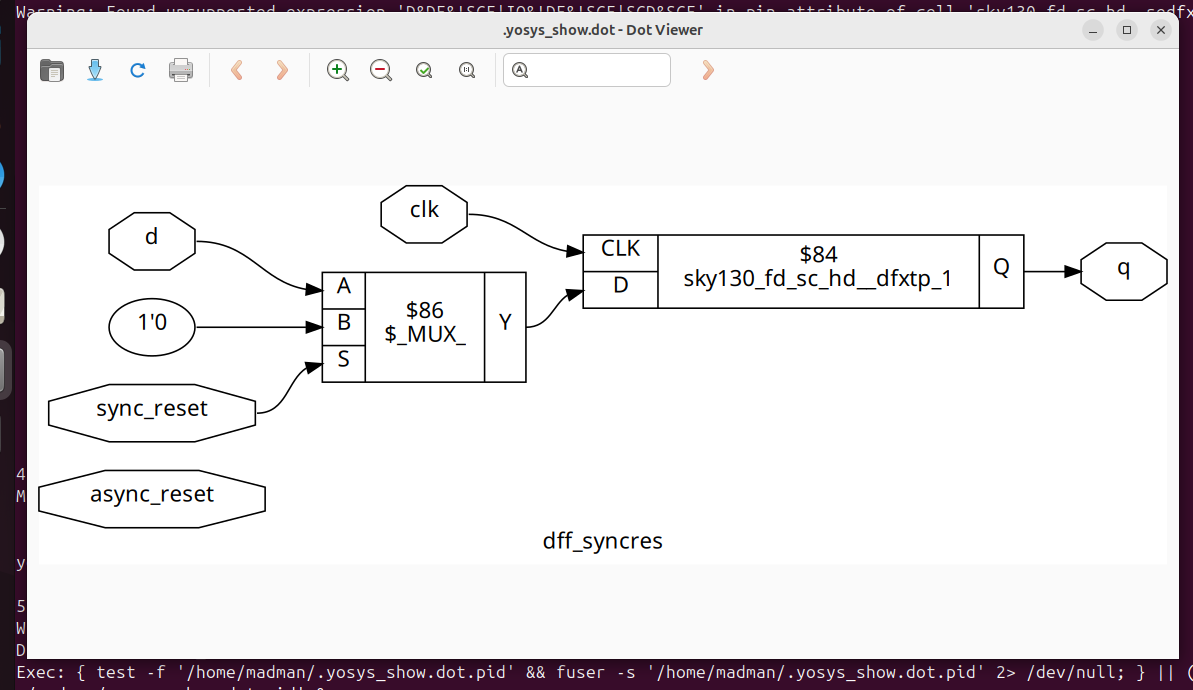 Warning: Found unsupported expression 'D&DE&!SCE|IQ&!DE&!SCE|SCD&SCE' in pin attribute of cell 'sky130_fd_sc_hd__sedfx
.yosys_show.dot - Dot Viewer
clk
d
CLK
$84
sky130_fd_sc_hd__dfxtp_1
Q
q
D
A
1'0
B
$86
$_MUX_
Y
S
sync_reset
async_reset
dff_syncres
4
M
y
5
W
D
Exec: { test -f '/home/madman/.yosys_show.dot.pid' && fuser -s '/home/madman/.yosys_show.dot.pid' 2> /dev/null; } || (